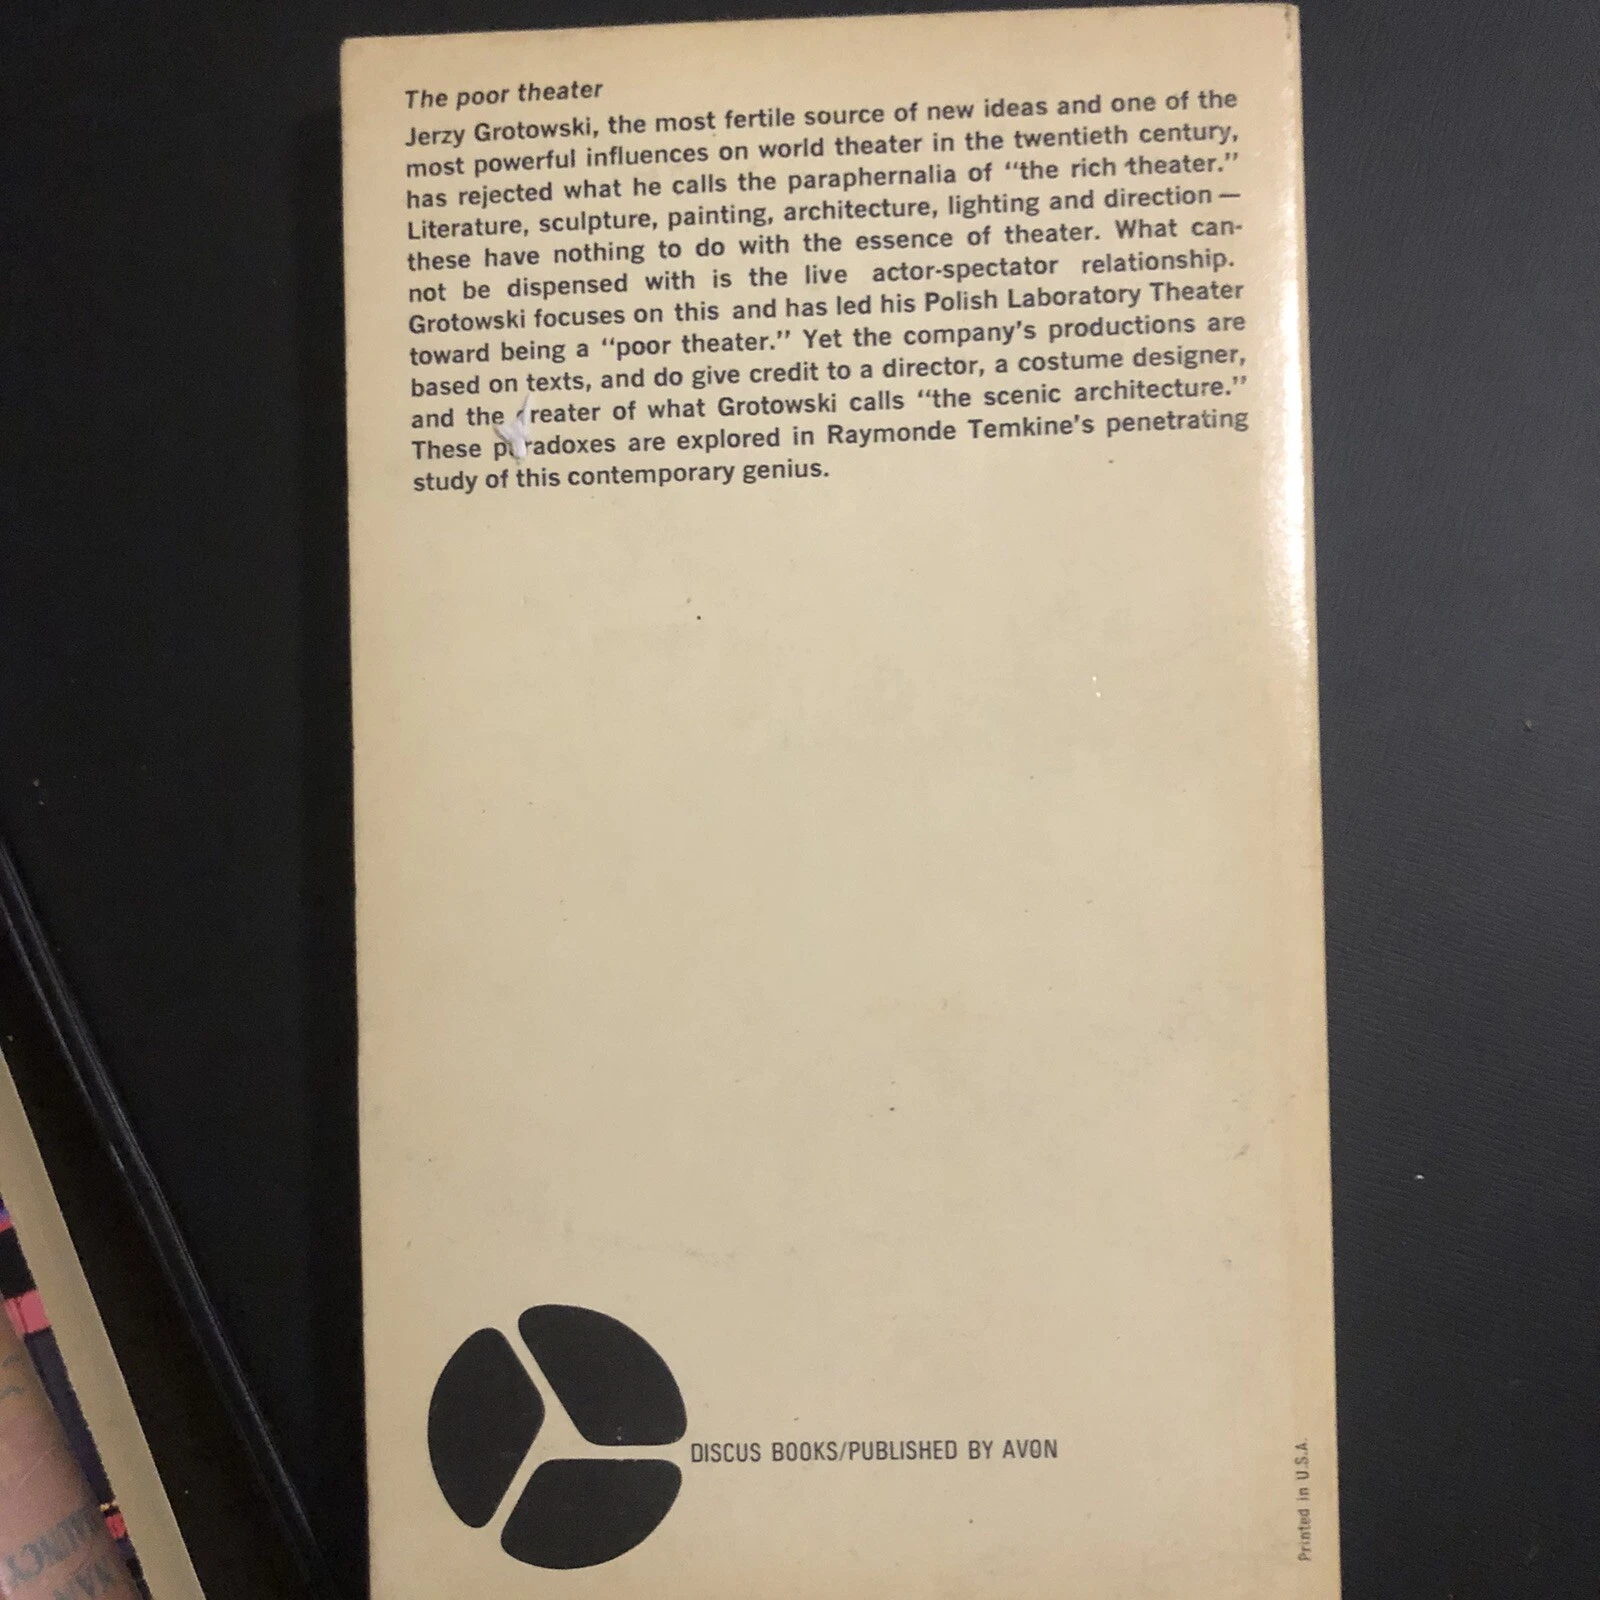 The poor theater
Jerzy Grotowski, the most fertile source of new ideas and one of the
most powerful influences on world theater in the twentieth century,
has rejected what he calls the paraphernalia of “the rich theater.”
Literature, sculpture, painting, architecture, lighting and direction —
these have nothing to do with the essence of theater. What can-
not be dispensed with is the live actor-spectator relationship.
Grotowski focuses on this and has led his Polish Laboratory Theater
toward being a “poor theater.” Yet the company’s productions are
based on texts, and do give credit to a director, a costume designer,
and the creater of what Grotowski calls “the scenic architecture.”
These paradoxes are explored in Raymonde Temkine’s penetrating
study of this contemporary genius.
DISCUS BOOKS/PUBLISHED BY AVON
Printed in U.S.A.